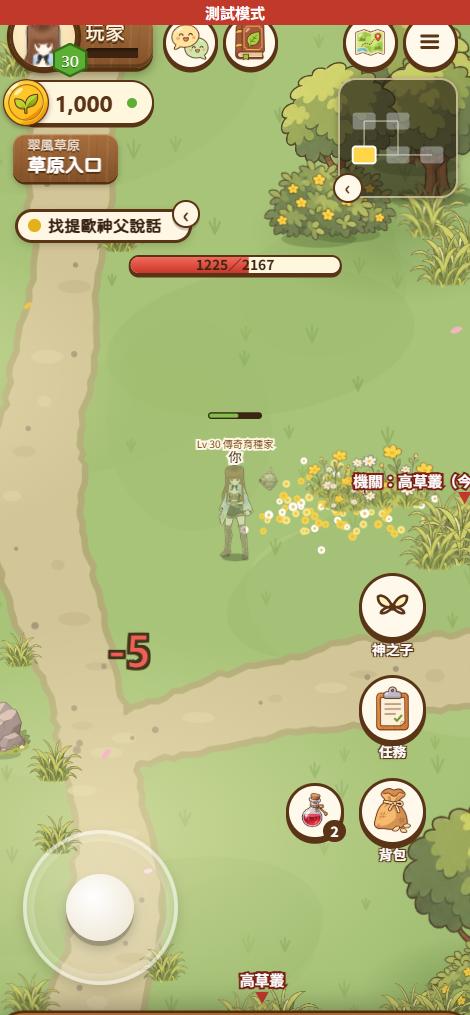 測試模式
玩家
30
1,000
翠風草原
草原入口
找提歐神父說話
1225／2167
Lv 30 傳奇育種家
你
機關：高草叢（今
-5
神之子
任務
2
背包
高草叢